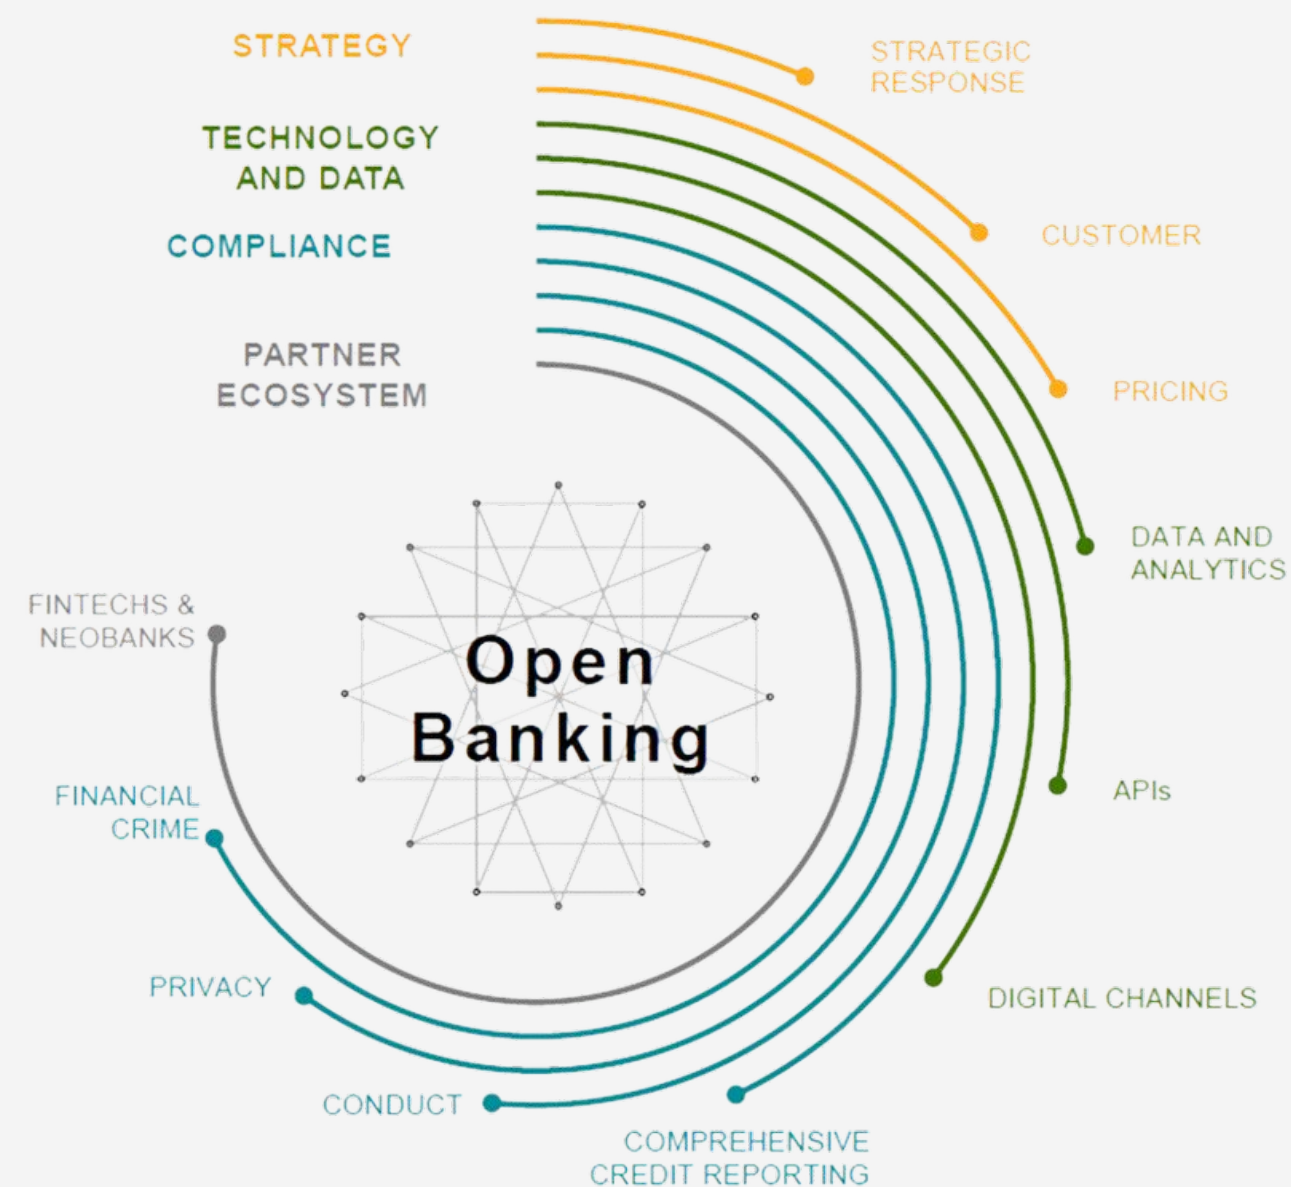 STRATEGY
STRATEGIC
RESPONSE
TECHNOLOGY
AND DATA
COMPLIANCE
CUSTOMER
PARTNER
ECOSYSTEM
PRICING
DATA AND
ANALYTICS
FINTECHS &
NEOBANKS
Open
Banking
FINANCIAL
CRIME
APIs
PRIVACY
DIGITAL CHANNELS
CONDUCT
COMPREHENSIVE
CREDIT REPORTING